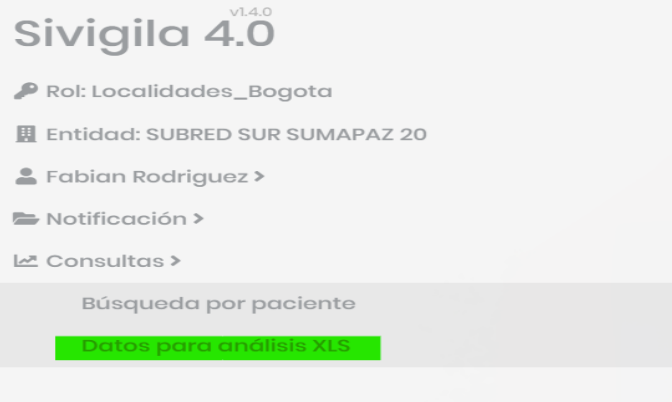 v1.4.0
Sivigila 4.0
Rol: Localidades_Bogota
Entidad: SUBRED SUR SUMAPAZ 20
Fabian Rodriguez >
Notificación >
Consultas >
Búsqueda por paciente
Datos para análisis XLS